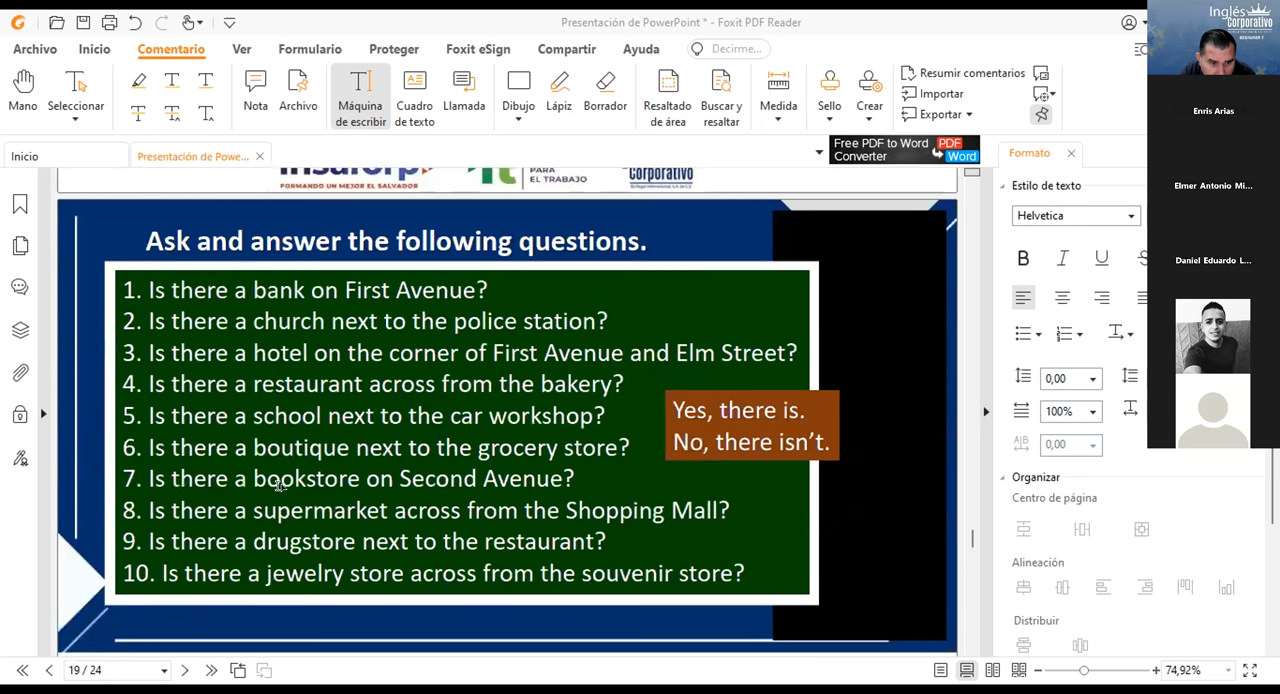 Presentación de PowerPoint * - Foxit PDF Reader
Archivo
Inicio
Comentario
Ver
Formulario
Proteger
Foxit eSign
Compartir
Ayuda
Decirme...
Mano
Seleccionar
Nota
Archivo
Máquina
de escribir
Cuadro
de texto
Llamada
Dibujo
Lápiz
Borrador
Resaltado
de área
Buscar y
resaltar
Medida
Sello
Crear
Resumir comentarios
Importar
Exportar
Inicio
Presentación de Powe...
Free PDF to Word
Converter
PDF
Word
FORMANDO UN MEJOR EL SALVADOR
PARA
EL TRABAJO
Corporativo
Ask and answer the following questions.
1. Is there a bank on First Avenue?
2. Is there a church next to the police station?
3. Is there a hotel on the corner of First Avenue and Elm Street?
4. Is there a restaurant across from the bakery?
5. Is there a school next to the car workshop?
6. Is there a boutique next to the grocery store?
7. Is there a bookstore on Second Avenue?
8. Is there a supermarket across from the Shopping Mall?
9. Is there a drugstore next to the restaurant?
10. Is there a jewelry store across from the souvenir store?
Yes, there is.
No, there isn't.
Formato
Estilo de texto
Helvetica
B I U S
0,00
100%
0,00
Organizar
Centro de página
Alineación
Distribuir
Inglés
Corporativo
BEGINNER 1
Enris Arias
Elmer Antonio Mi...
Daniel Eduardo L...
19 / 24
74,92%